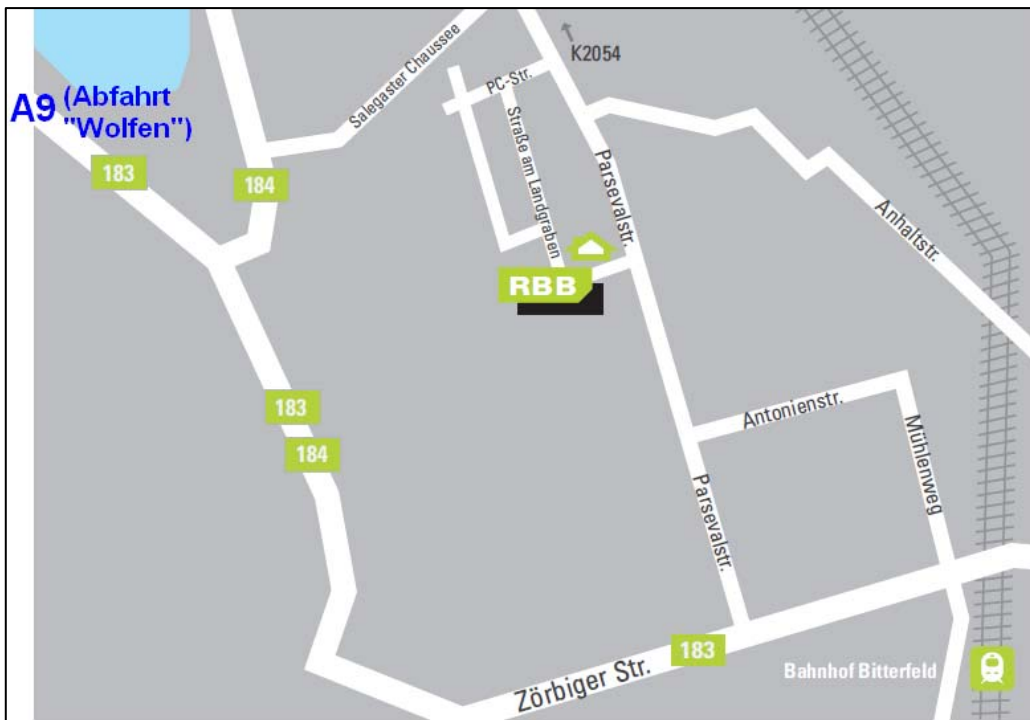 K2054
Salegaster Chaussee
PC-Str.
A9 (Abfahrt
"Wolfen")
183
184
Straße am Landgraben
Parsevalstr.
Anhaltstr.
RBB
183
184
Antonienstr.
Mühlenweg
Parsevalstr.
183
Zörbiger Str.
Bahnhof Bitterfeld